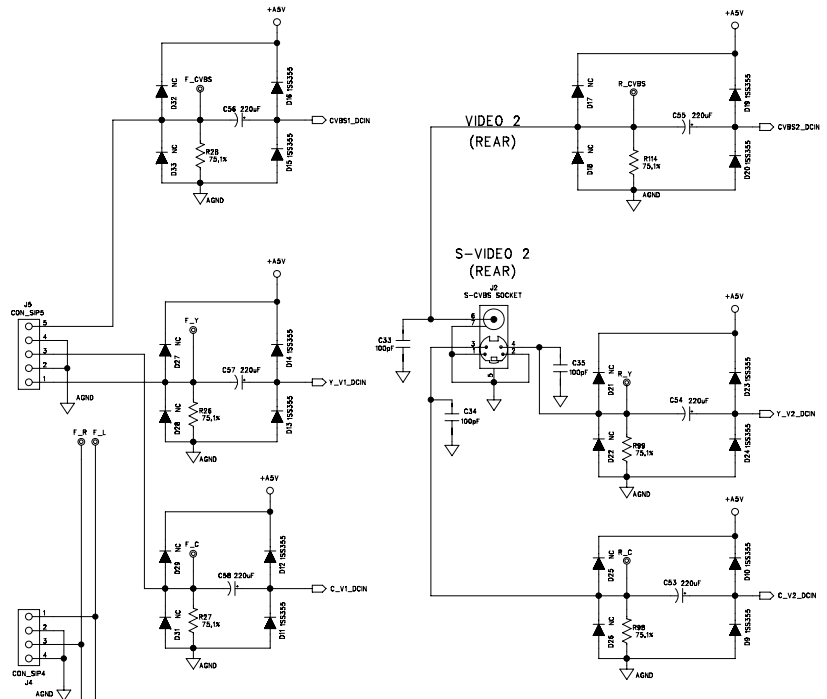 +A5V
F_CVBS
D32 NC
D33 NC
C56 220uF
R28
75,1%
D16 1SS355
D15 1SS355
CVBS1_DCIN
AGND
+A5V
VIDEO 2
(REAR)
R_CVBS
D17 NC
D18 NC
C55 220uF
R114
75,1%
D19 1SS355
D20 1SS355
CVBS2_DCIN
AGND
J5
CON_SIP5
5
4
3
2
1
AGND
+A5V
F_Y
D27 NC
D28 NC
C57 220uF
R26
75,1%
D14 1SS355
D13 1SS355
Y_V1_DCIN
AGND
S-VIDEO 2
(REAR)
J2
S-CVBS SOCKET
6
7
3
1
4
2
5
C33
100pF
C34
100pF
C35
100pF
+A5V
R_Y
D21 NC
D22 NC
C54 220uF
R99
75,1%
D23 1SS355
D24 1SS355
Y_V2_DCIN
AGND
F_R F_L
+A5V
F_C
D29 NC
D31 NC
C58 220uF
R27
75,1%
D12 1SS355
D11 1SS355
C_V1_DCIN
AGND
+A5V
R_C
D25 NC
D26 NC
C53 220uF
R98
75,1%
D10 1SS355
D9 1SS355
C_V2_DCIN
AGND
1
2
3
4
CON_SIP4
J4
AGND